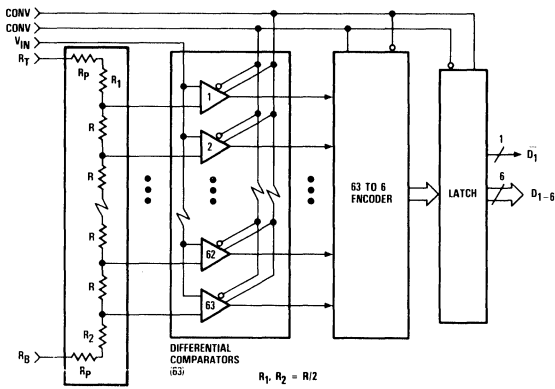 CONV
CONV
V_IN
R_T
R_P
R_1
R
R
R
R
R
R_2
R_B
R_P
1
2
62
63
DIFFERENTIAL
COMPARATORS
(63)
R_1, R_2 = R/2
63 TO 6
ENCODER
LATCH
1
D̄_1
6
D_1-6